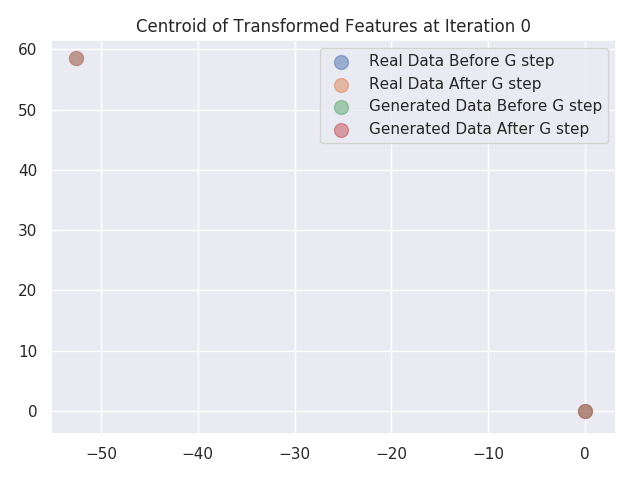 Centroid of Transformed Features at Iteration 0
Real Data Before G step
Real Data After G step
Generated Data Before G step
Generated Data After G step
60
50
40
30
20
10
0
−50
−40
−30
−20
−10
0